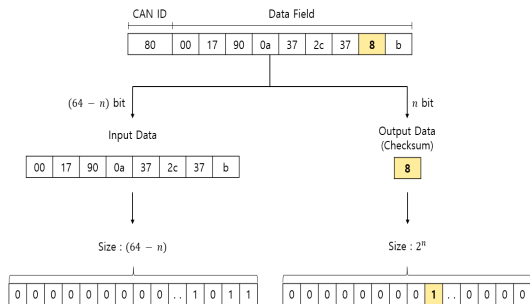 CAN ID Data Field
80 00 17 90 0a 37 2c 37 8 b
(64 − n) bit n bit
Input Data Output Data
(Checksum)
00 17 90 0a 37 2c 37 b 8
Size : (64 − n) Size : 2ⁿ
0 0 0 0 0 0 0 0 0 .. 1 0 1 1 0 0 0 0 0 0 0 0 1 .. 0 0 0 0